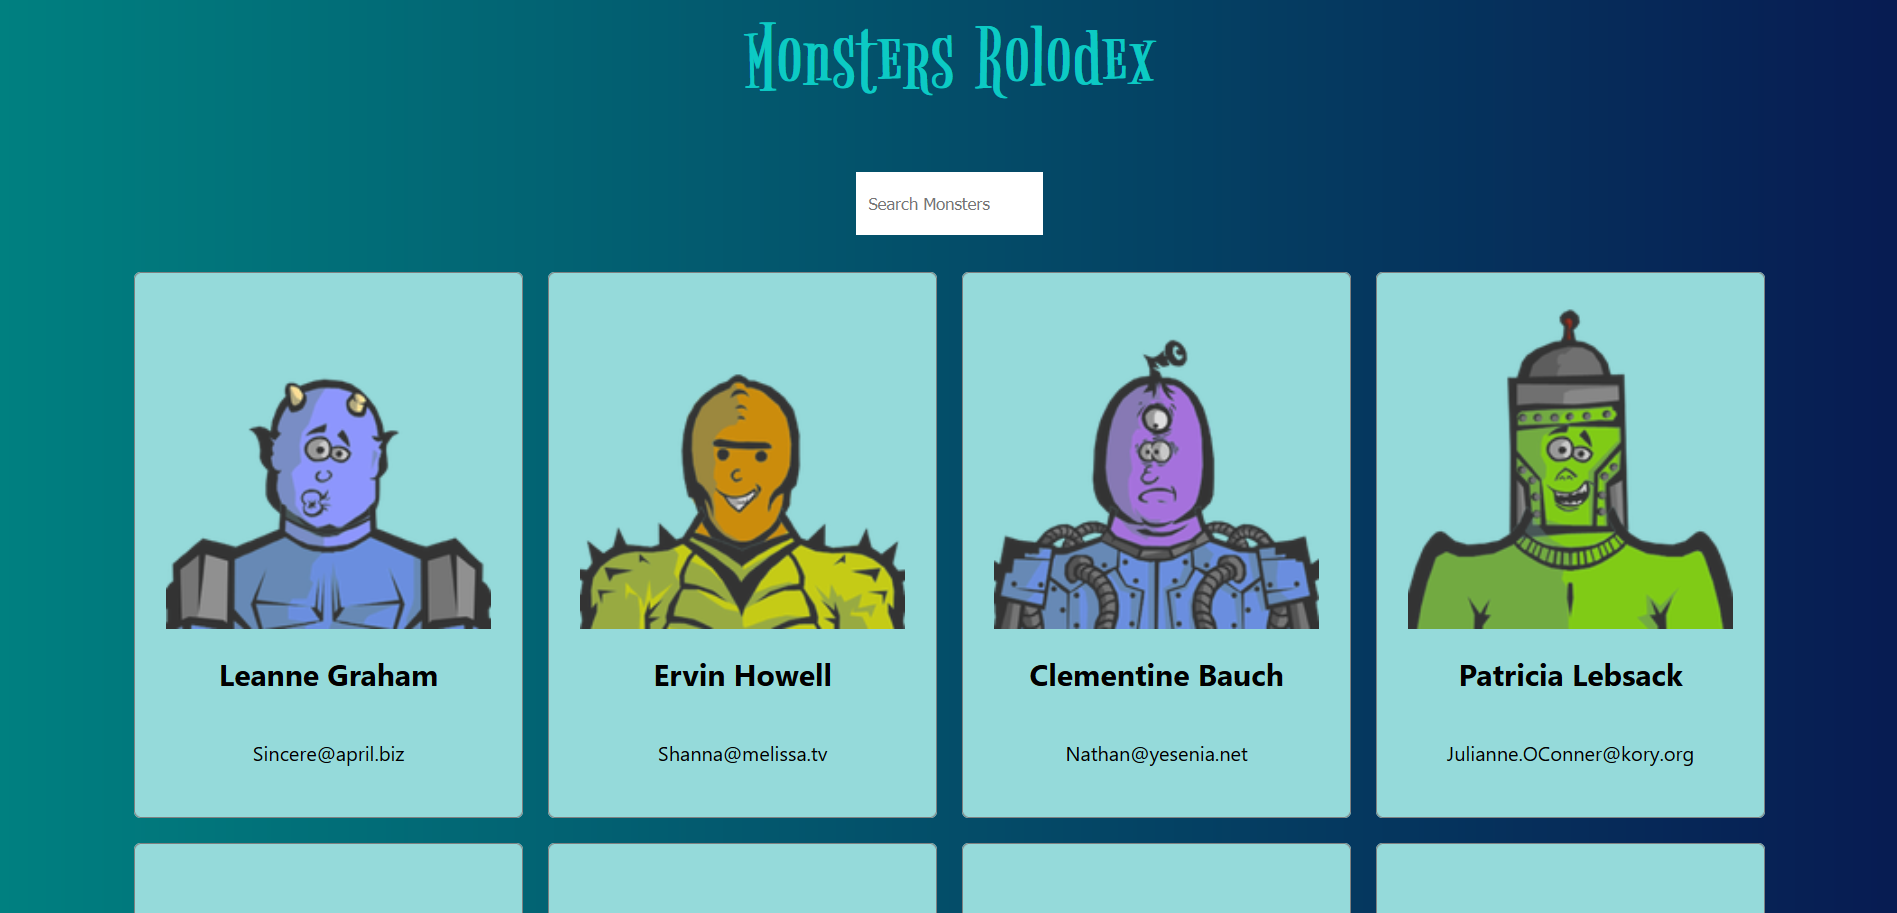 Monsters Rolodex
Search Monsters
Leanne Graham
Sincere@april.biz
Ervin Howell
Shanna@melissa.tv
Clementine Bauch
Nathan@yesenia.net
Patricia Lebsack
Julianne.OConner@kory.org